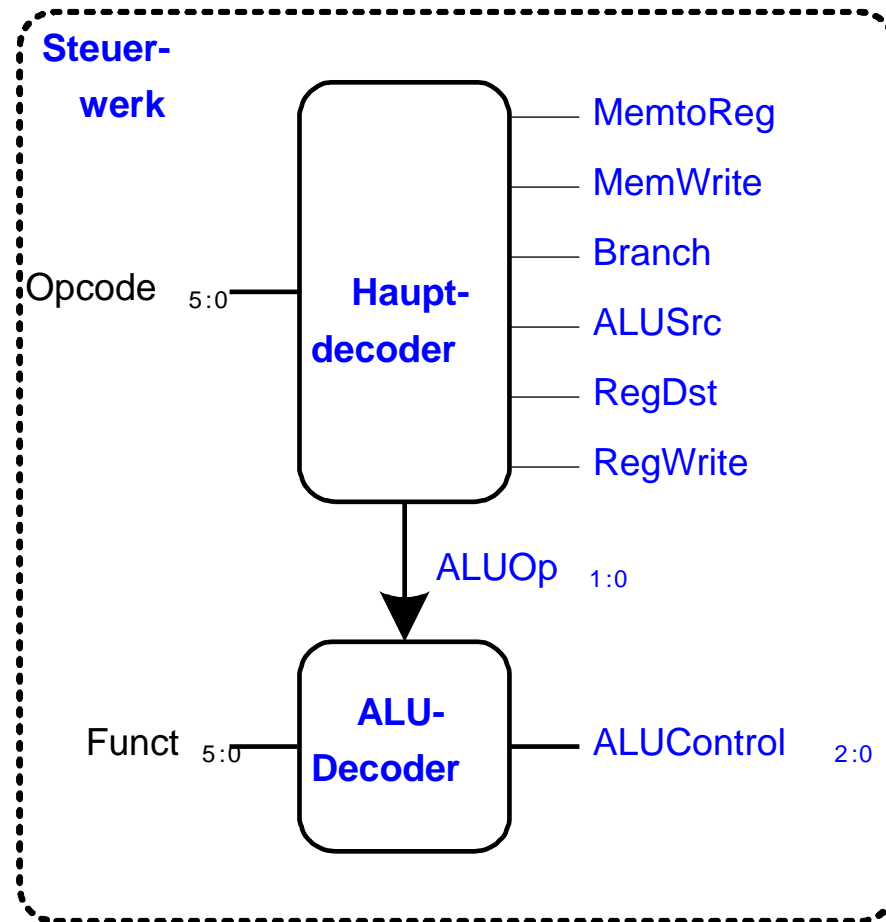 Steuer-
werk
MemtoReg
MemWrite
Branch
ALUSrc
RegDst
RegWrite
Opcode 5:0
Haupt-
decoder
ALUOp 1:0
Funct 5:0
ALU-
Decoder
ALUControl 2:0